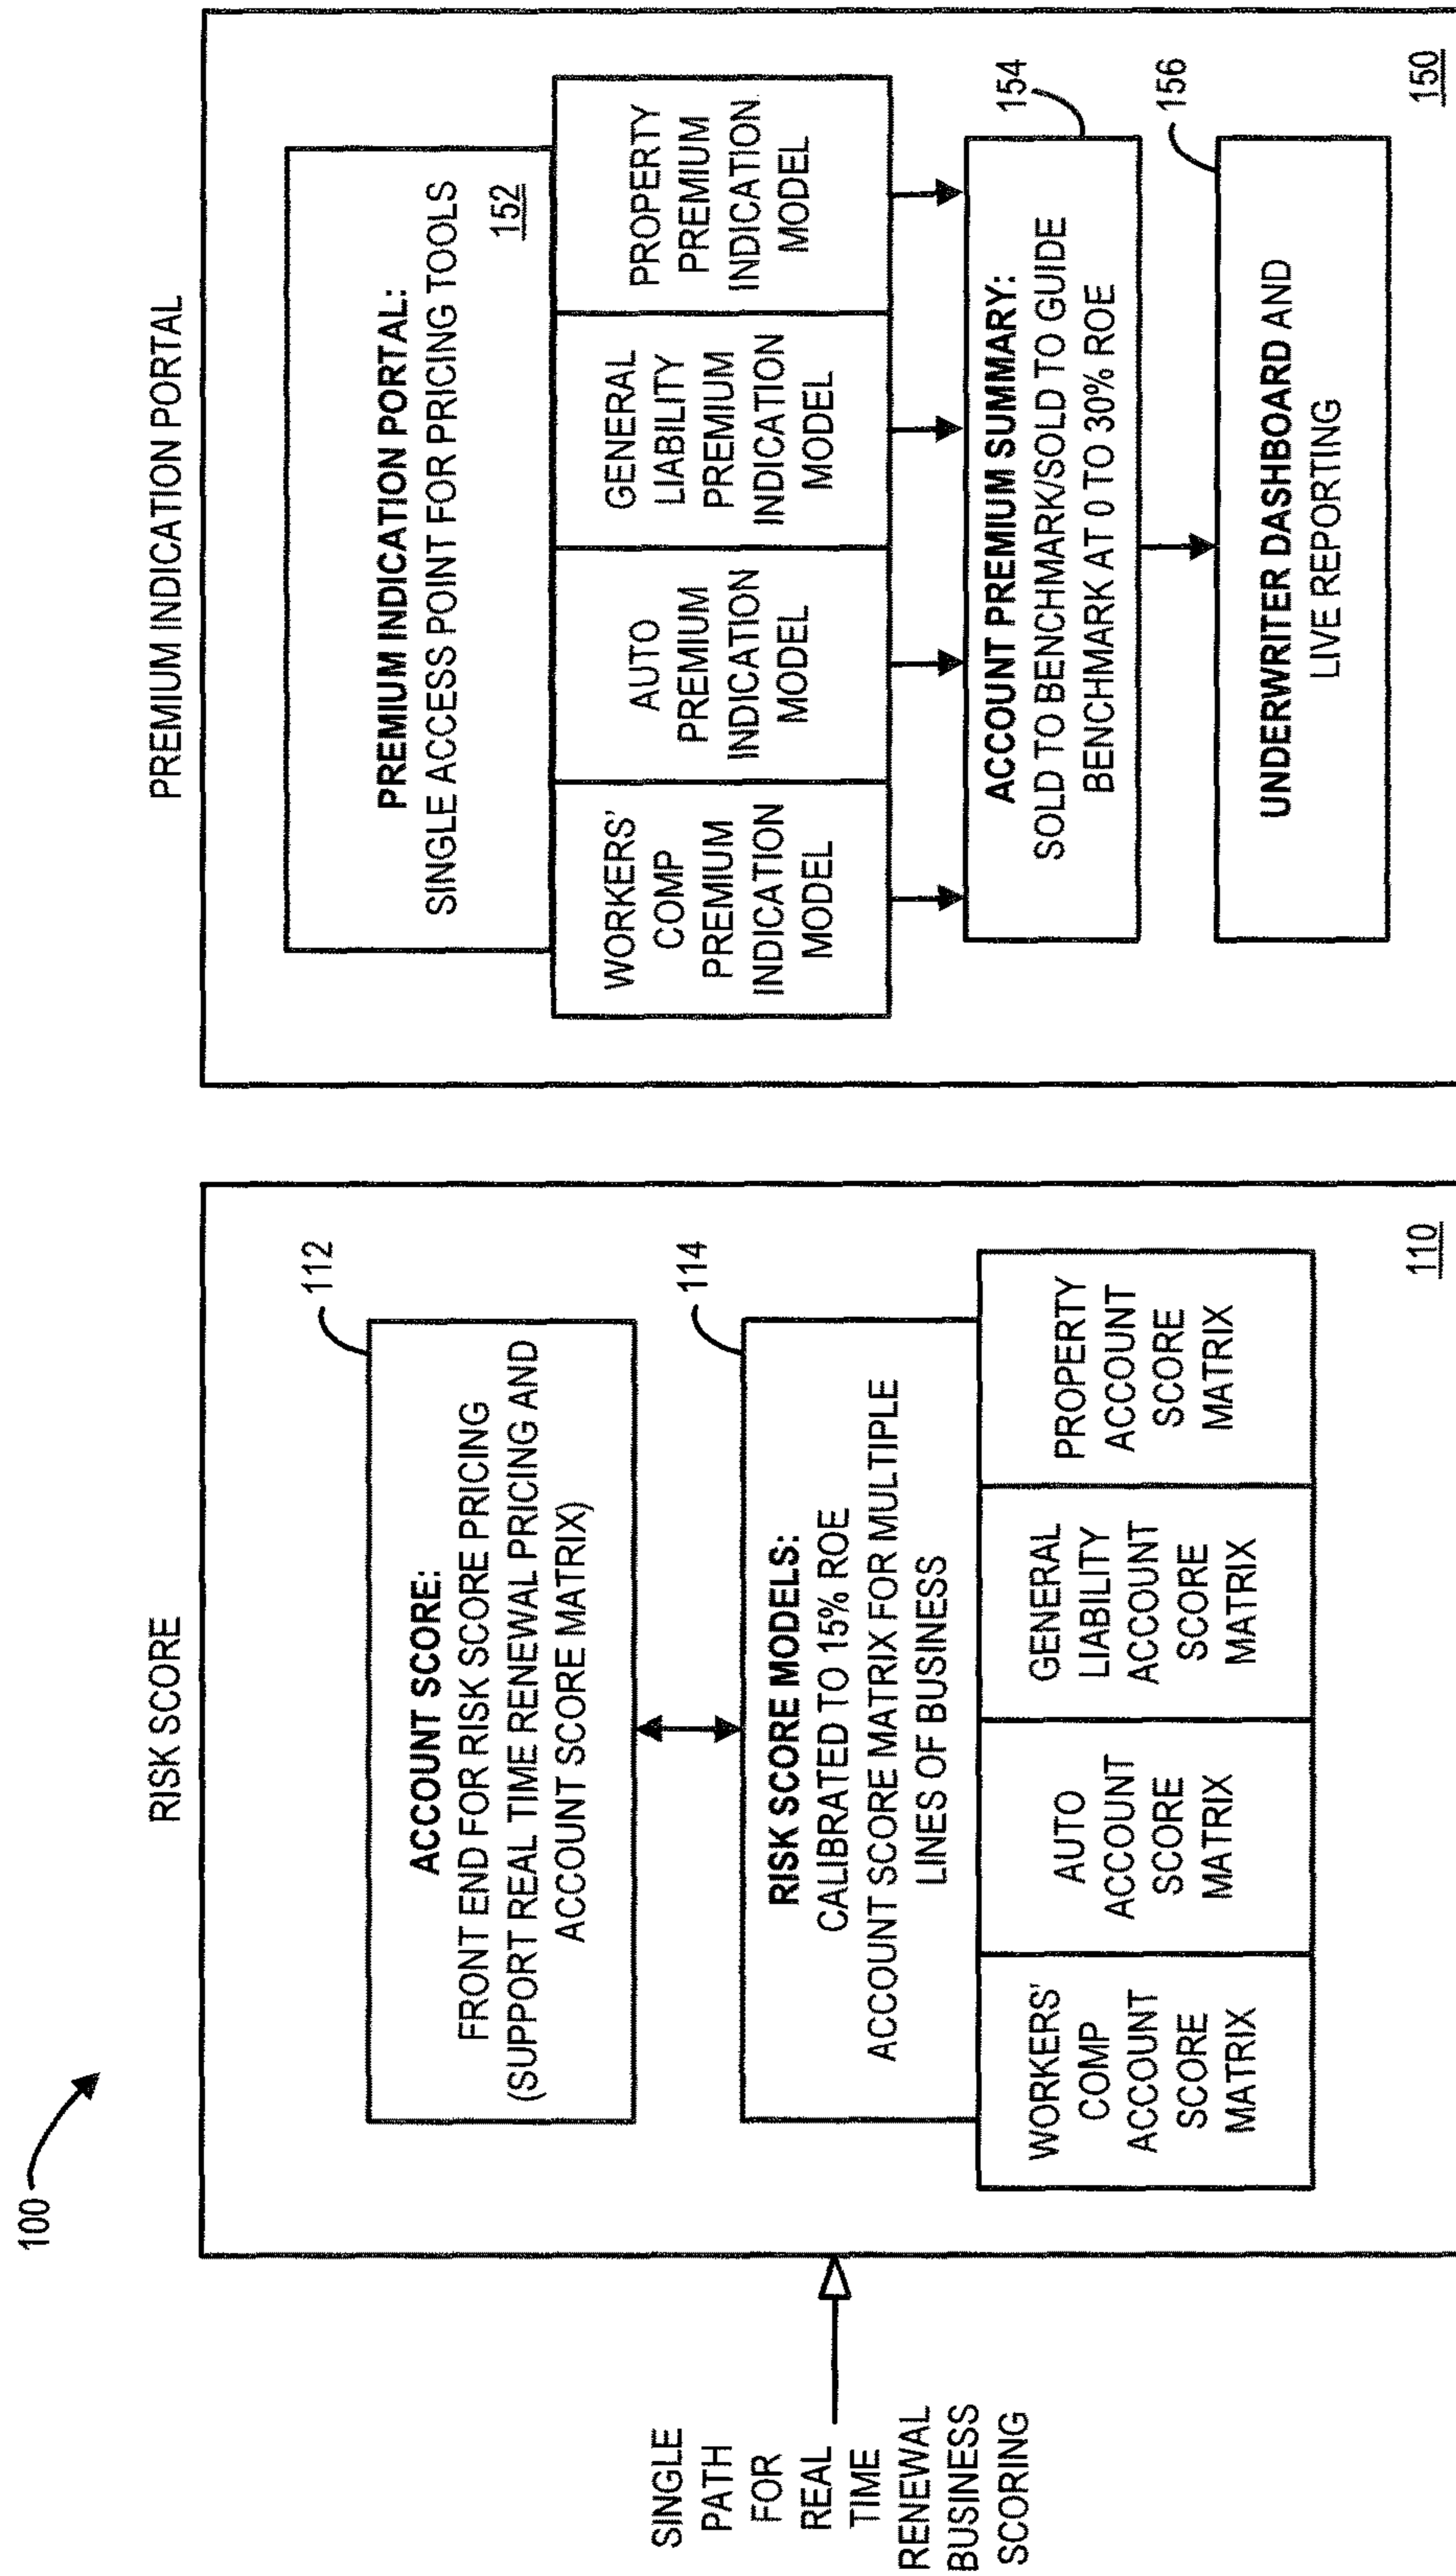 100
RISK SCORE
SINGLE
PATH
FOR
REAL
TIME
RENEWAL
BUSINESS
SCORING
112
ACCOUNT SCORE:
FRONT END FOR RISK SCORE PRICING
(SUPPORT REAL TIME RENEWAL PRICING AND
ACCOUNT SCORE MATRIX)
114
RISK SCORE MODELS:
CALIBRATED TO 15% ROE
ACCOUNT SCORE MATRIX FOR MULTIPLE
LINES OF BUSINESS
WORKERS'
COMP
ACCOUNT
SCORE
MATRIX
AUTO
ACCOUNT
SCORE
MATRIX
GENERAL
LIABILITY
ACCOUNT
SCORE
MATRIX
PROPERTY
ACCOUNT
SCORE
MATRIX
110
PREMIUM INDICATION PORTAL
PREMIUM INDICATION PORTAL:
SINGLE ACCESS POINT FOR PRICING TOOLS
152
WORKERS'
COMP
PREMIUM
INDICATION
MODEL
AUTO
PREMIUM
INDICATION
MODEL
GENERAL
LIABILITY
PREMIUM
INDICATION
MODEL
PROPERTY
PREMIUM
INDICATION
MODEL
154
ACCOUNT PREMIUM SUMMARY:
SOLD TO BENCHMARK/SOLD TO GUIDE
BENCHMARK AT 0 TO 30% ROE
156
UNDERWRITER DASHBOARD AND
LIVE REPORTING
150